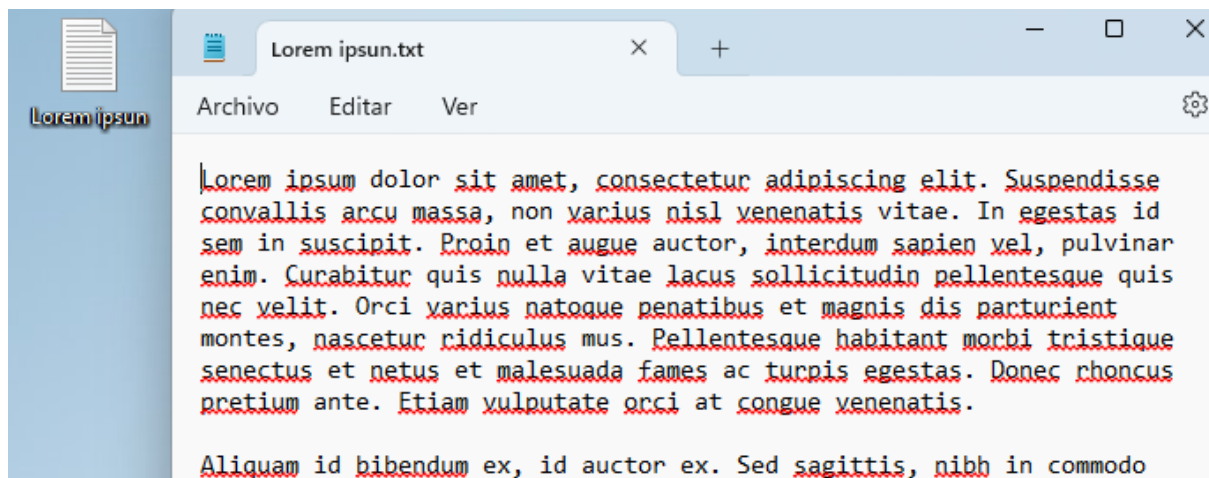 Lorem ipsun
Lorem ipsun.txt
Archivo Editar Ver
Lorem ipsum dolor sit amet, consectetur adipiscing elit. Suspendisse
convallis arcu massa, non varius nisl venenatis vitae. In egestas id
sem in suscipit. Proin et augue auctor, interdum sapien vel, pulvinar
enim. Curabitur quis nulla vitae lacus sollicitudin pellentesque quis
nec velit. Orci varius natoque penatibus et magnis dis parturient
montes, nascetur ridiculus mus. Pellentesque habitant morbi tristique
senectus et netus et malesuada fames ac turpis egestas. Donec rhoncus
pretium ante. Etiam vulputate orci at congue venenatis.
Aliquam id bibendum ex, id auctor ex. Sed sagittis, nibh in commodo